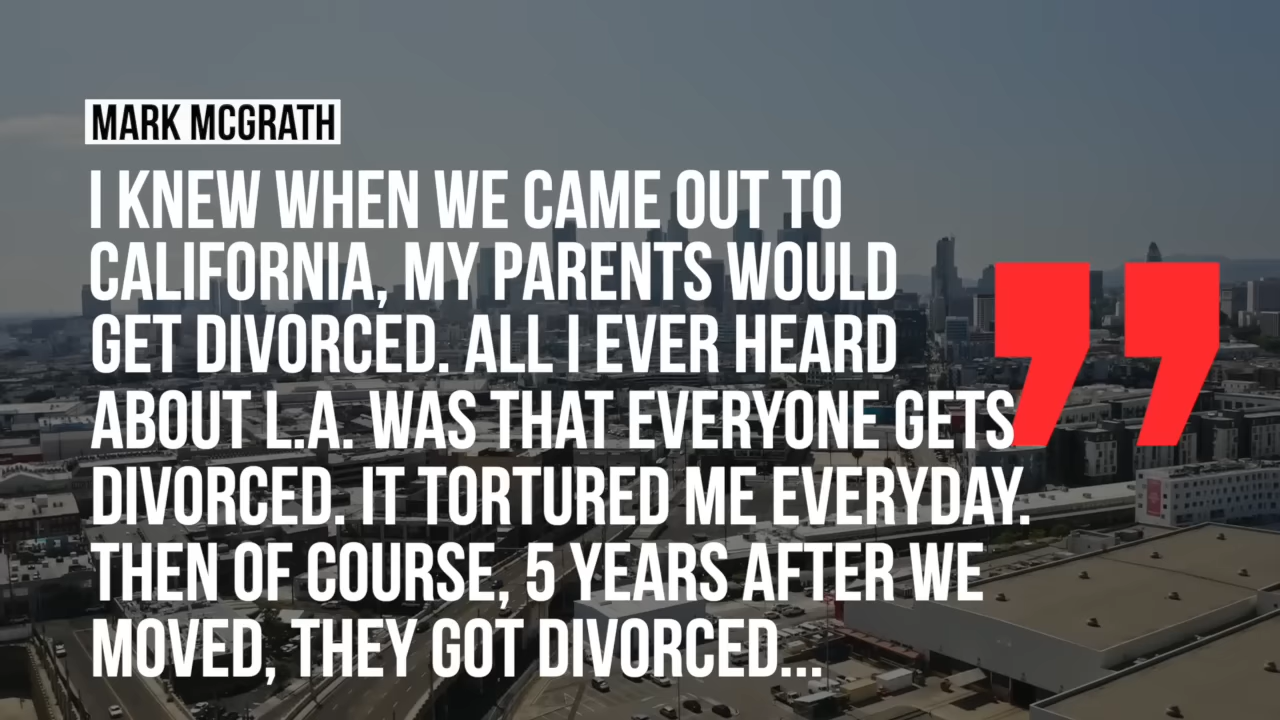 MARK MCGRATH
I KNEW WHEN WE CAME OUT TO
CALIFORNIA, MY PARENTS WOULD
GET DIVORCED. ALL I EVER HEARD
ABOUT L.A. WAS THAT EVERYONE GETS
DIVORCED. IT TORTURED ME EVERYDAY.
THEN OF COURSE, 5 YEARS AFTER WE
MOVED, THEY GOT DIVORCED...
”